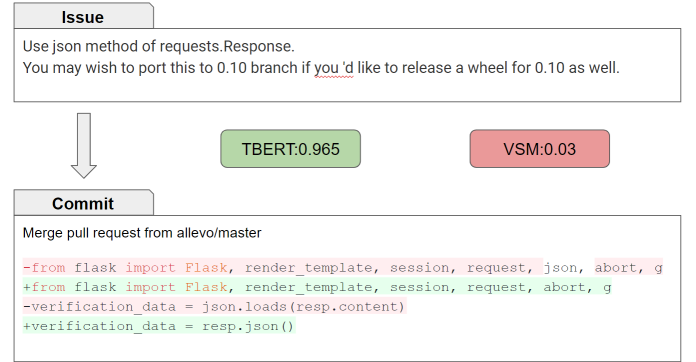 Issue
Use json method of requests.Response.
You may wish to port this to 0.10 branch if you 'd like to release a wheel for 0.10 as well.
TBERT:0.965
VSM:0.03
Commit
Merge pull request from allevo/master
-from flask import Flask, render_template, session, request, json, abort, g
+from flask import Flask, render_template, session, request, abort, g
-verification_data = json.loads(resp.content)
+verification_data = resp.json()